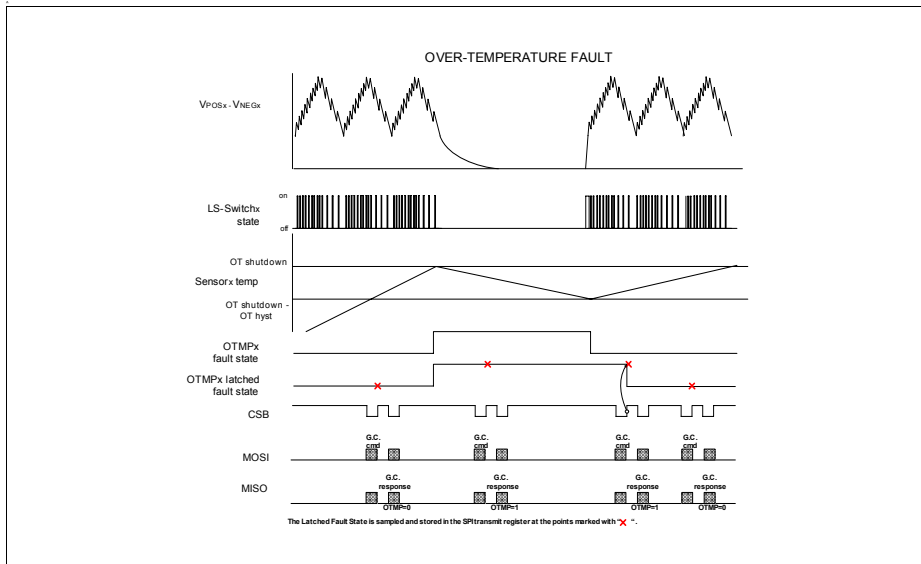 OVER-TEMPERATURE FAULT
VPOSx - VNEGx
on
LS-Switchx
state
off
OT shutdown
Sensorx temp
OT shutdown -
OT hyst
OTMPx
fault state
OTMPx latched
fault state
CSB
G.C.
cmd
G.C.
cmd
G.C.
cmd
G.C.
cmd
MOSI
MISO
G.C.
response
G.C.
response
G.C.
response
G.C.
response
OTMP=0
OTMP=1
OTMP=1
OTMP=0
The Latched Fault State is sampled and stored in the SPI transmit register at the points marked with "X ".